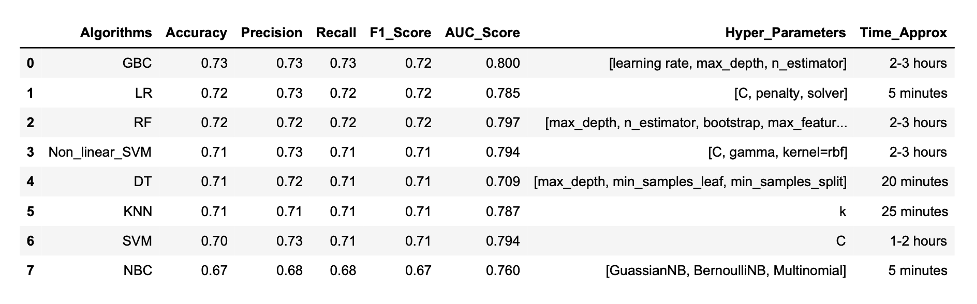 Algorithms Accuracy Precision Recall F1_Score AUC_Score Hyper_Parameters Time_Approx
0 GBC 0.73 0.73 0.73 0.72 0.800 [learning rate, max_depth, n_estimator] 2-3 hours
1 LR 0.72 0.73 0.72 0.72 0.785 [C, penalty, solver] 5 minutes
2 RF 0.72 0.72 0.72 0.72 0.797 [max_depth, n_estimator, bootstrap, max_featur... 2-3 hours
3 Non_linear_SVM 0.71 0.73 0.71 0.71 0.794 [C, gamma, kernel=rbf] 2-3 hours
4 DT 0.71 0.72 0.71 0.71 0.709 [max_depth, min_samples_leaf, min_samples_split] 20 minutes
5 KNN 0.71 0.71 0.71 0.71 0.787 k 25 minutes
6 SVM 0.70 0.73 0.71 0.71 0.794 C 1-2 hours
7 NBC 0.67 0.68 0.68 0.67 0.760 [GuassianNB, BernoulliNB, Multinomial] 5 minutes